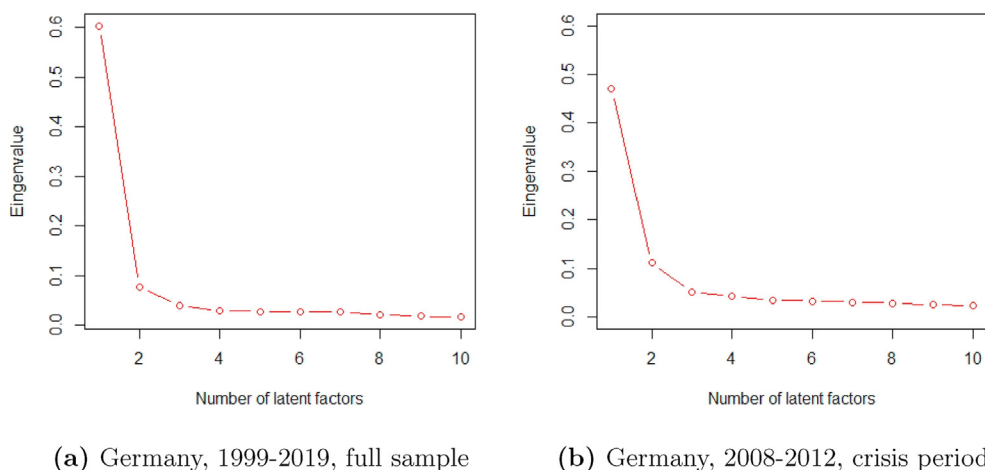 0.6
0.5
0.4
0.3
0.2
0.1
0.0
Eingenvalue
2 4 6 8 10
Number of latent factors
(a) Germany, 1999-2019, full sample
0.6
0.5
0.4
0.3
0.2
0.1
0.0
Eingenvalue
2 4 6 8 10
Number of latent factors
(b) Germany, 2008-2012, crisis period